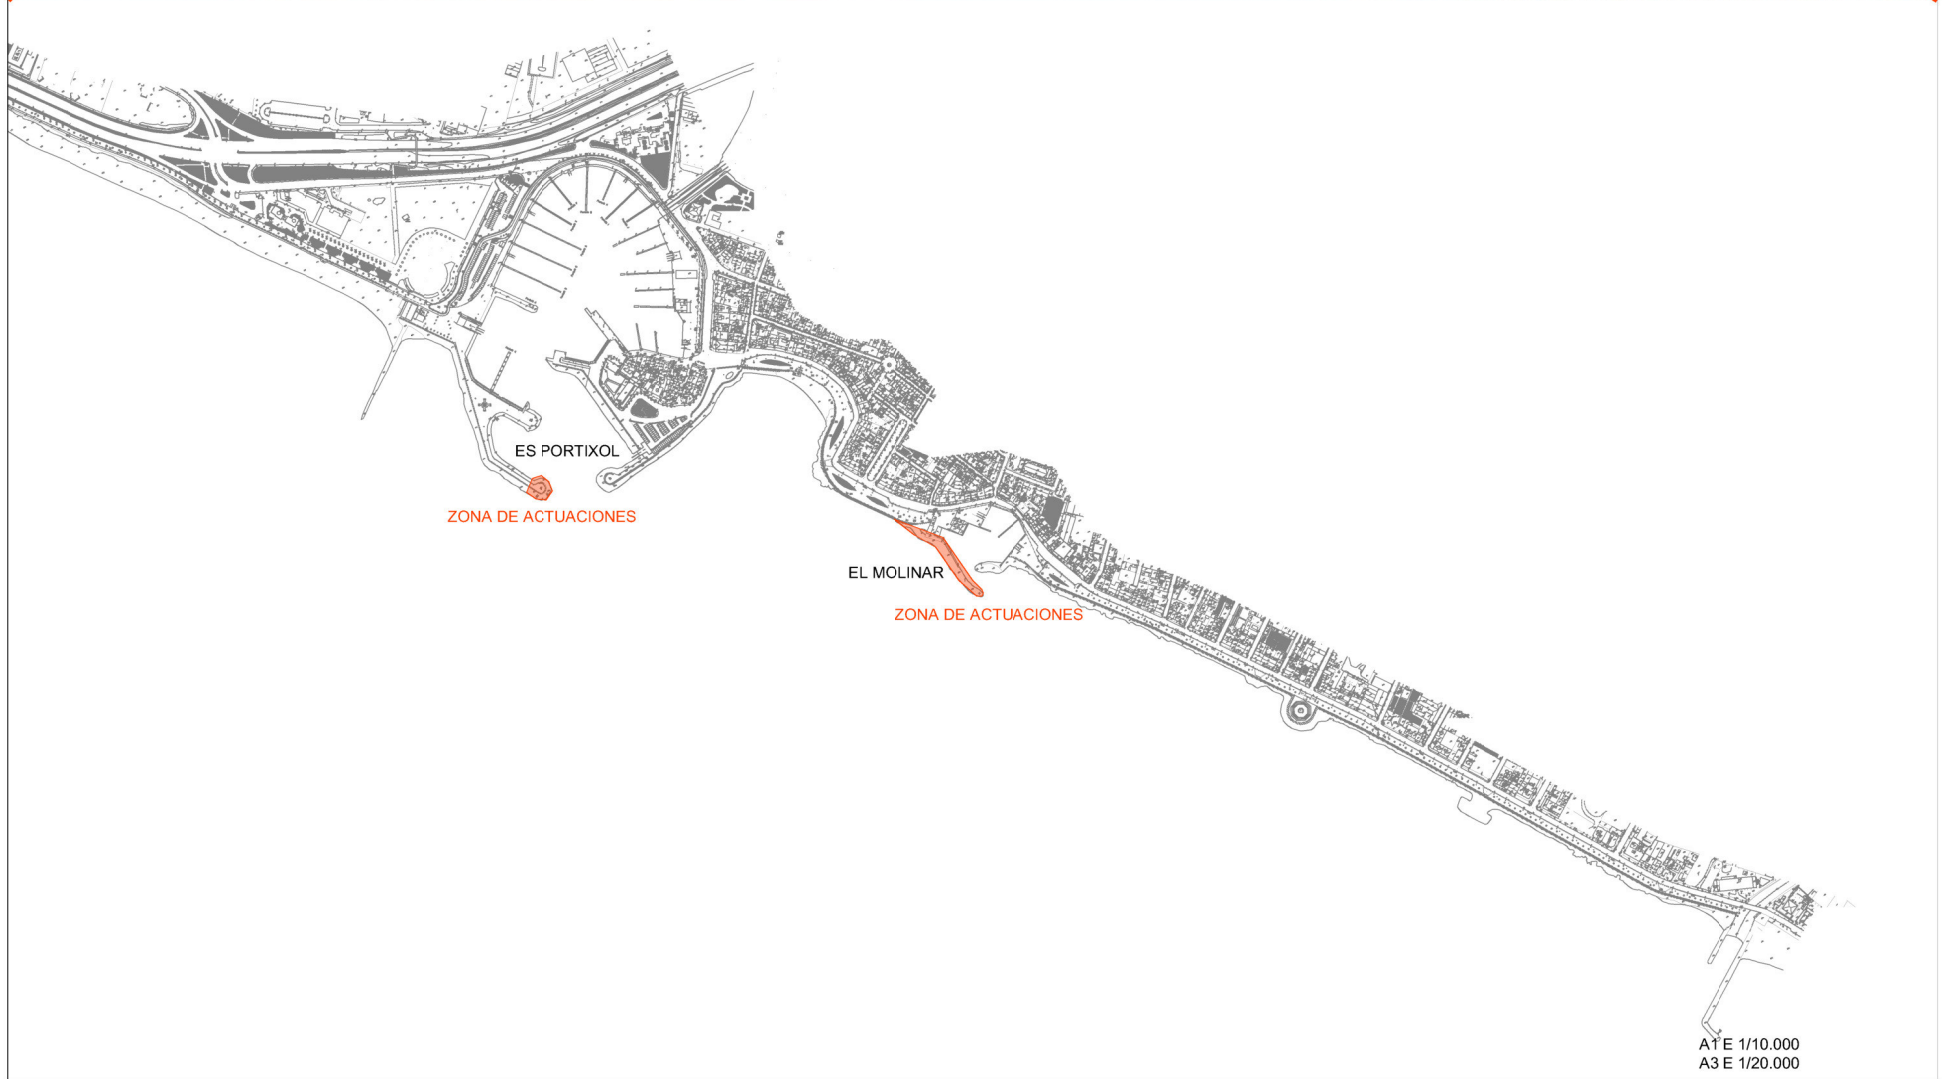 ES PORTIXOL
ZONA DE ACTUACIONES
EL MOLINAR
ZONA DE ACTUACIONES
A1 E 1/10.000
A3 E 1/20.000